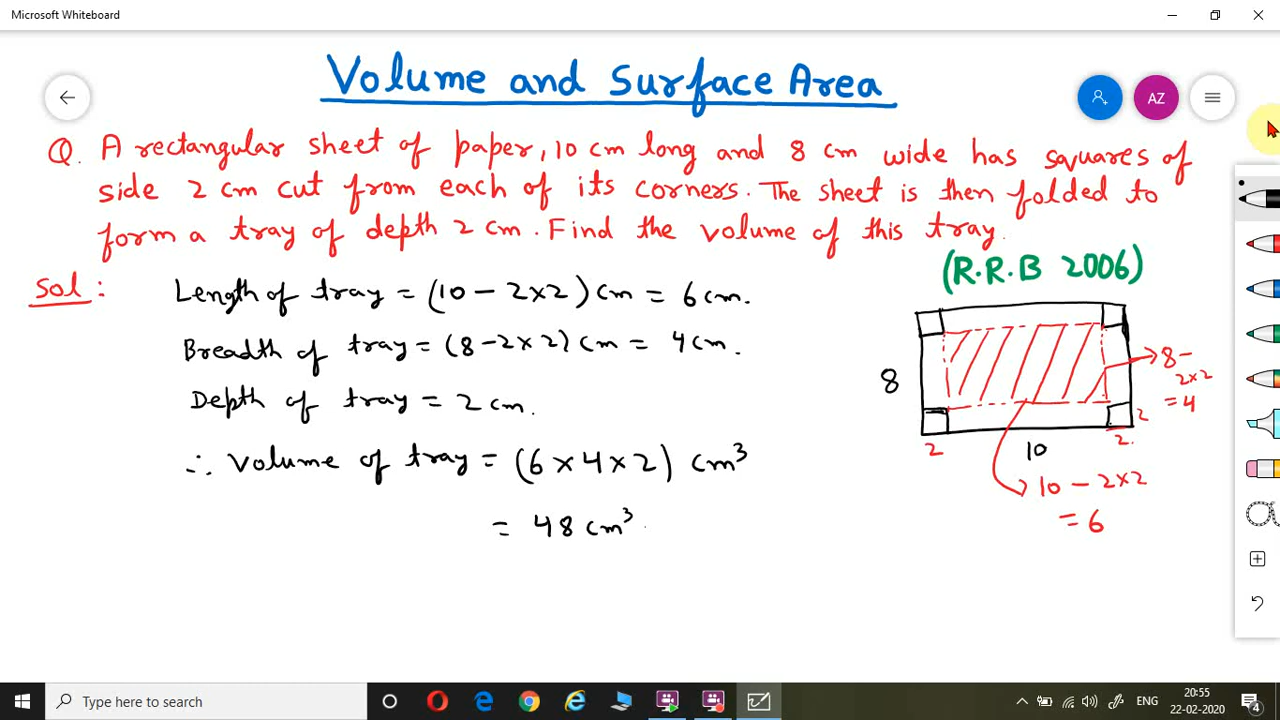 Microsoft Whiteboard
Volume and Surface Area
AZ
Q. A rectangular sheet of paper, 10 cm long and 8 cm wide has squares of
side 2 cm cut from each of its corners. The sheet is then folded to
form a tray of depth 2 cm. Find the volume of this tray.
(R.R.B 2006)
Sol:
Length of tray = (10 - 2×2) cm = 6 cm.
Breadth of tray = (8-2×2) cm = 4 cm.
Depth of tray = 2 cm.
∴ Volume of tray = (6×4×2) cm³
= 48 cm³.
8
8-
2×2
= 4
2
2
10
2.
10 - 2×2
= 6
Type here to search
ENG
20:55
22-02-2020
4